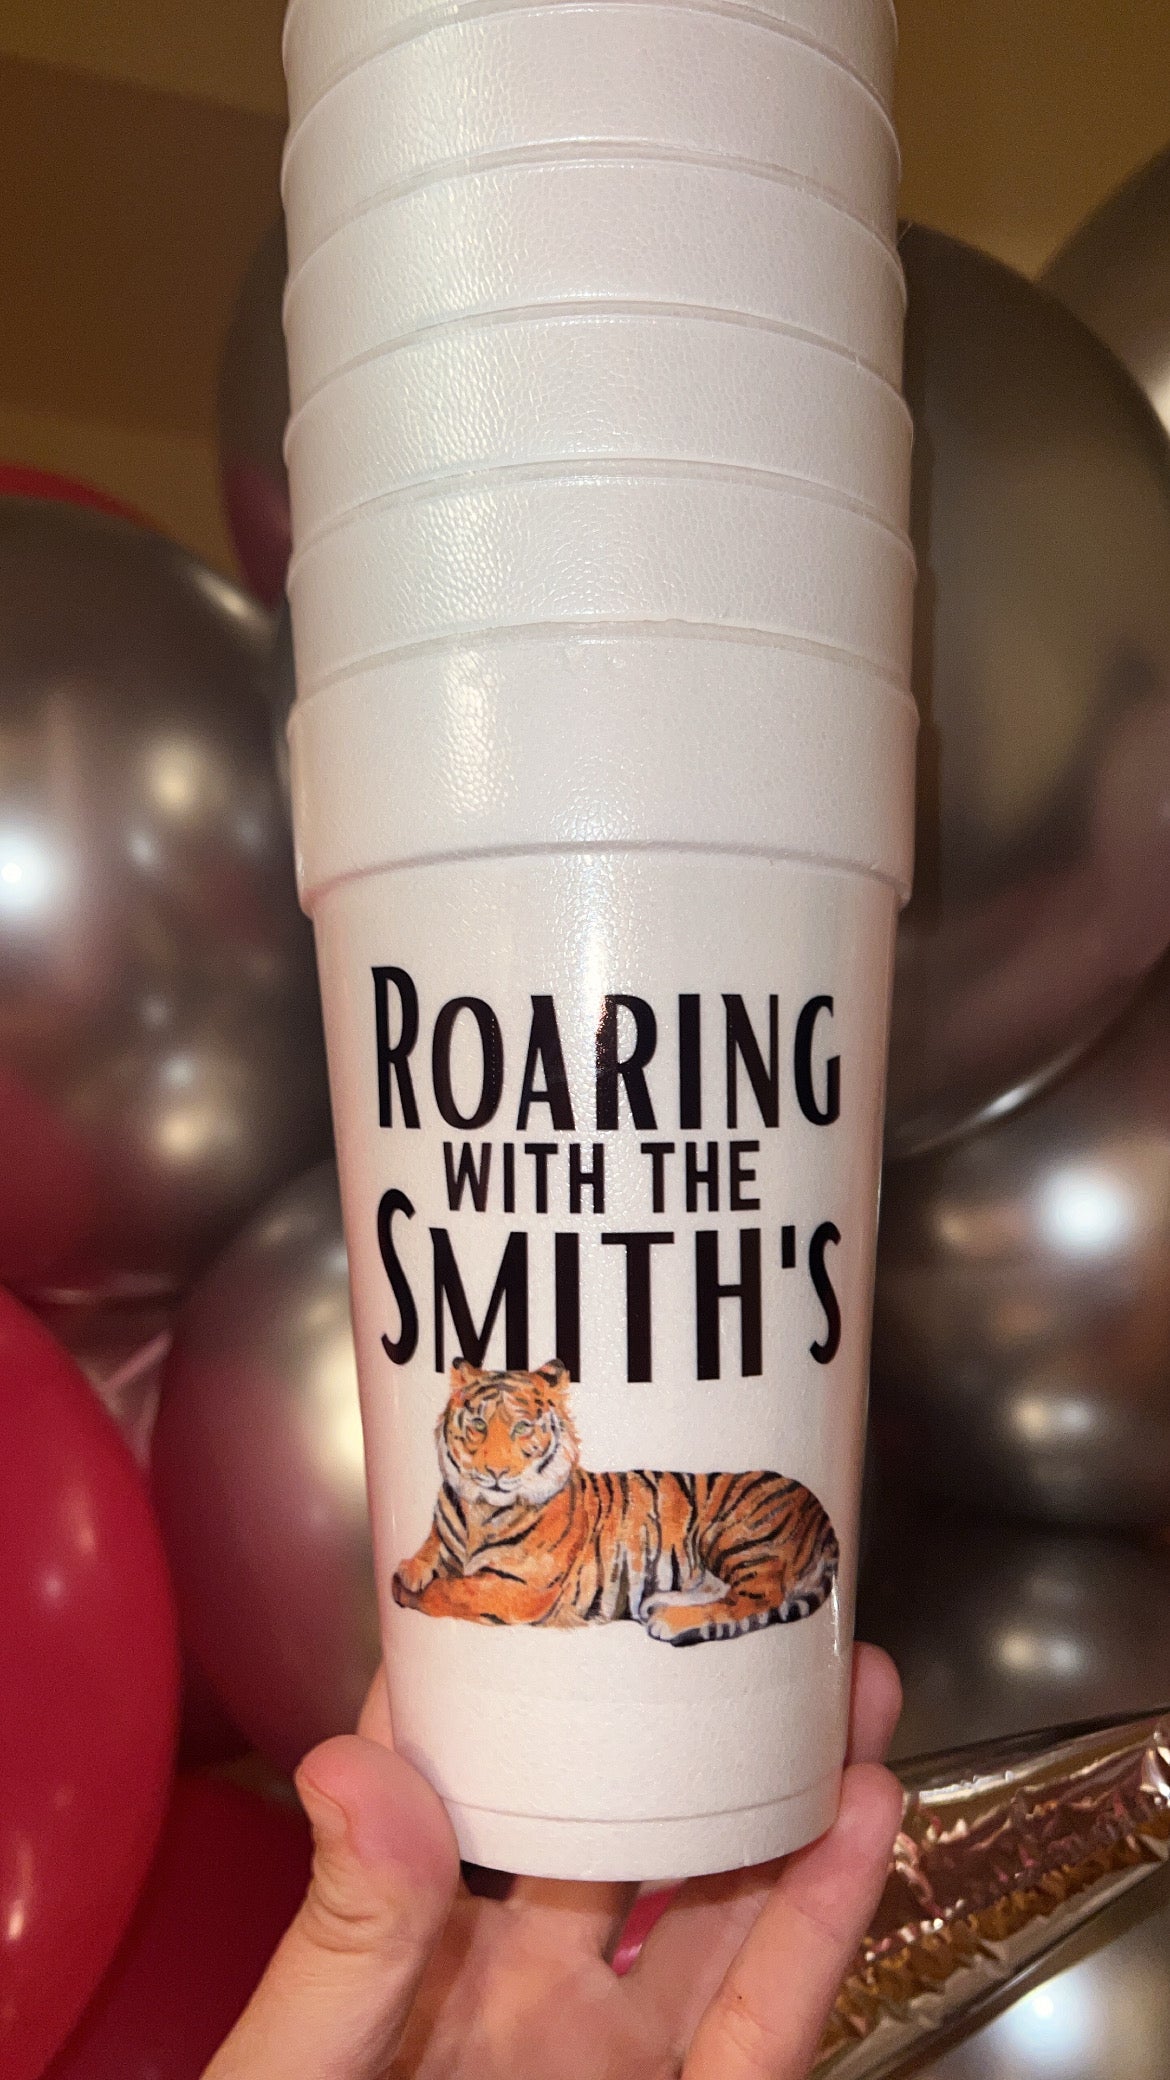 ROARING
WITH THE
SMITH'S